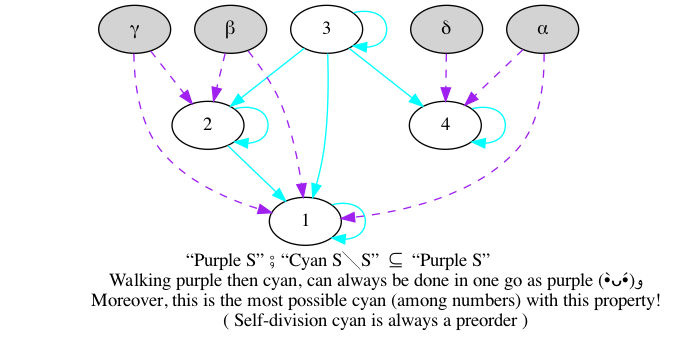 γ β 3 δ α
2 4
1
“Purple S” ⨾ “Cyan S╲S” ⊆ “Purple S”
Walking purple then cyan, can always be done in one go as purple (•̀ᴗ•́)و
Moreover, this is the most possible cyan (among numbers) with this property!
( Self-division cyan is always a preorder )